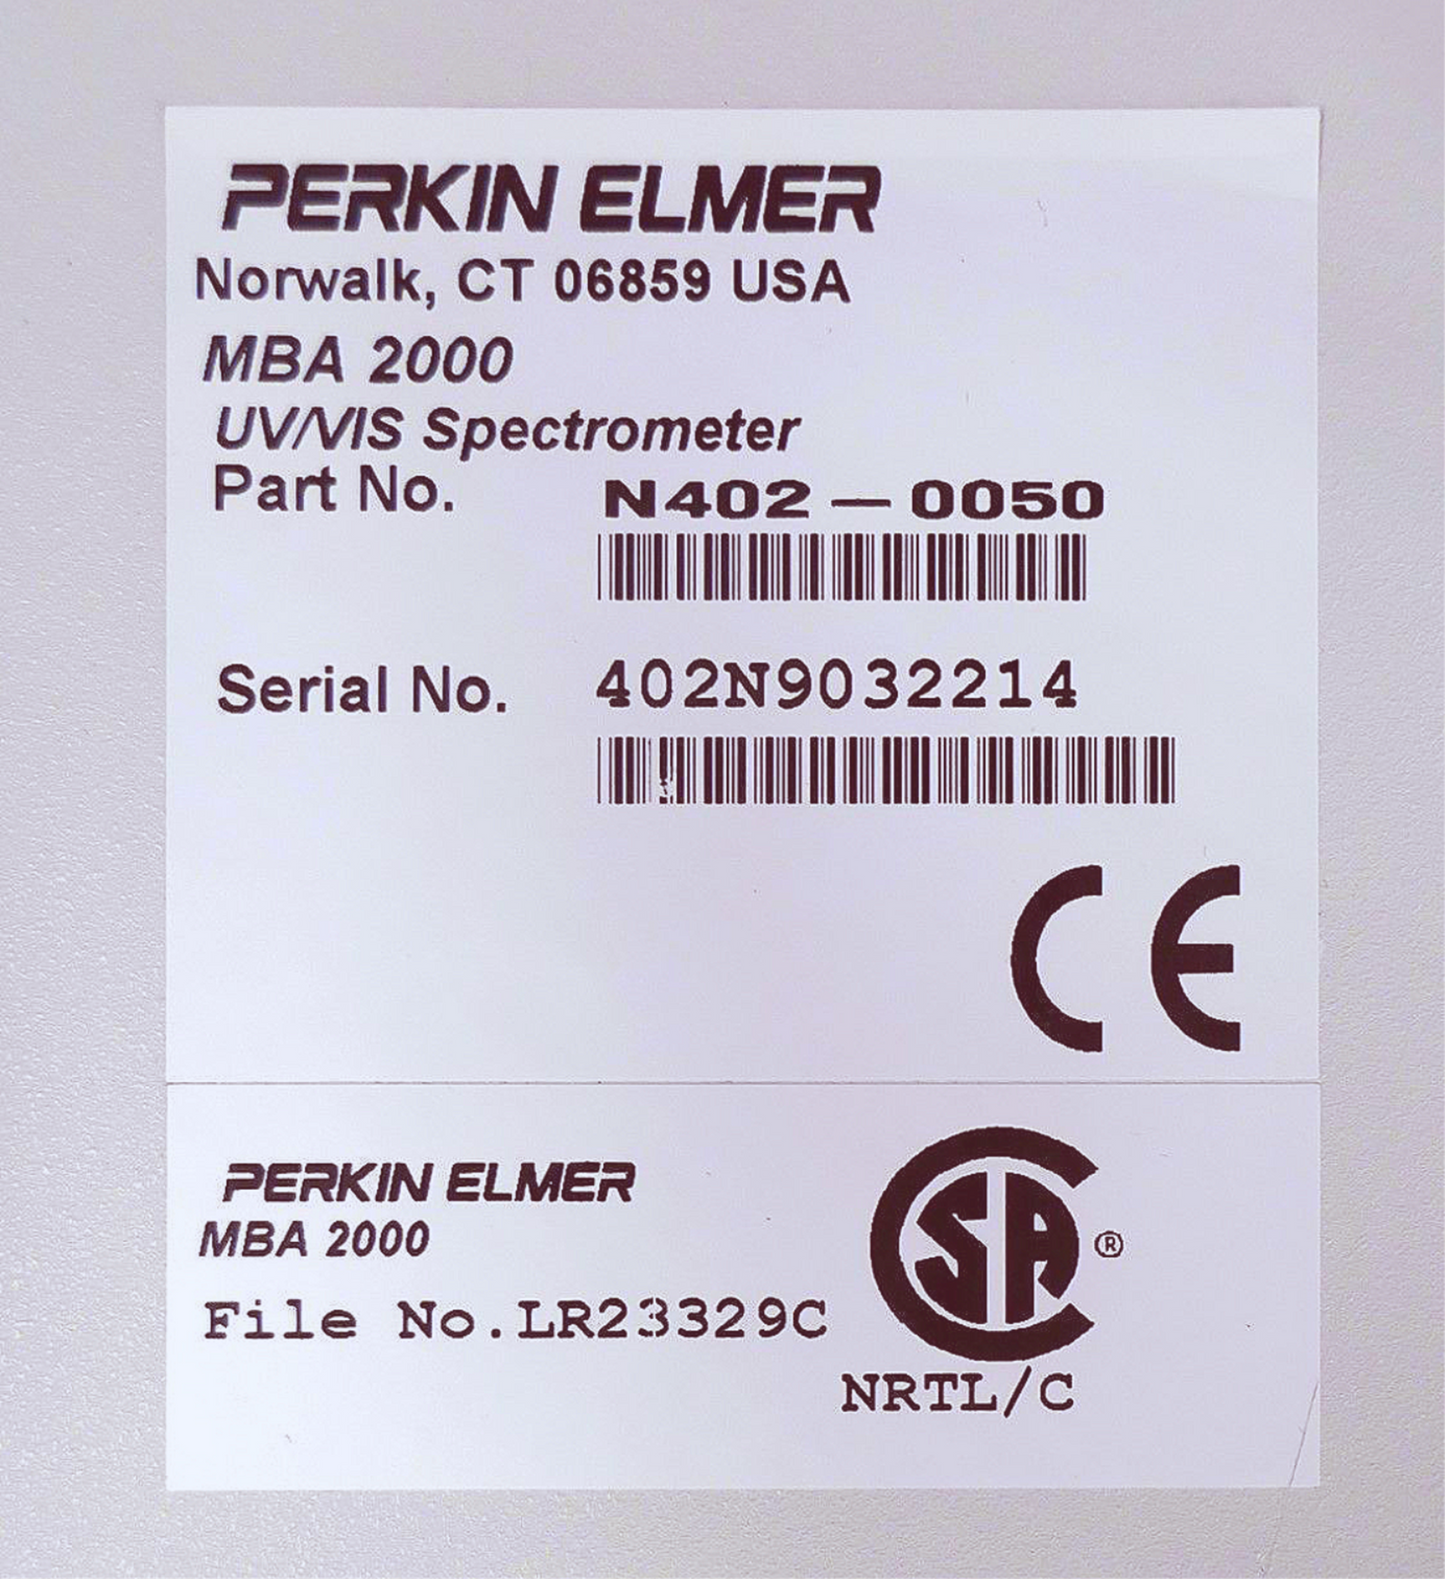 PERKIN ELMER
Norwalk, CT 06859 USA
MBA 2000
UV/VIS Spectrometer
Part No. N402-0050
Serial No. 402N9032214
CE
PERKIN ELMER
MBA 2000
File No.LR23329C
CSA ®
NRTL/C